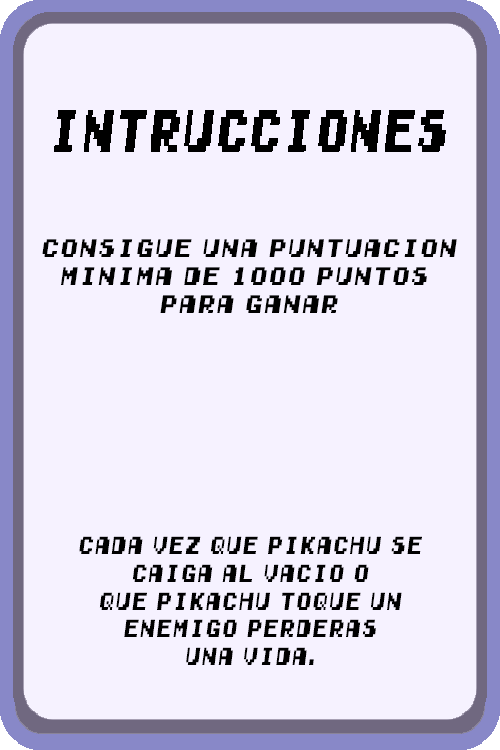 INTRUCCIONES
CONSIGUE UNA PUNTUACION
MINIMA DE 1000 PUNTOS
PARA GANAR
CADA VEZ QUE PIKACHU SE
CAIGA AL VACIO O
QUE PIKACHU TOQUE UN
ENEMIGO PERDERAS
UNA VIDA.